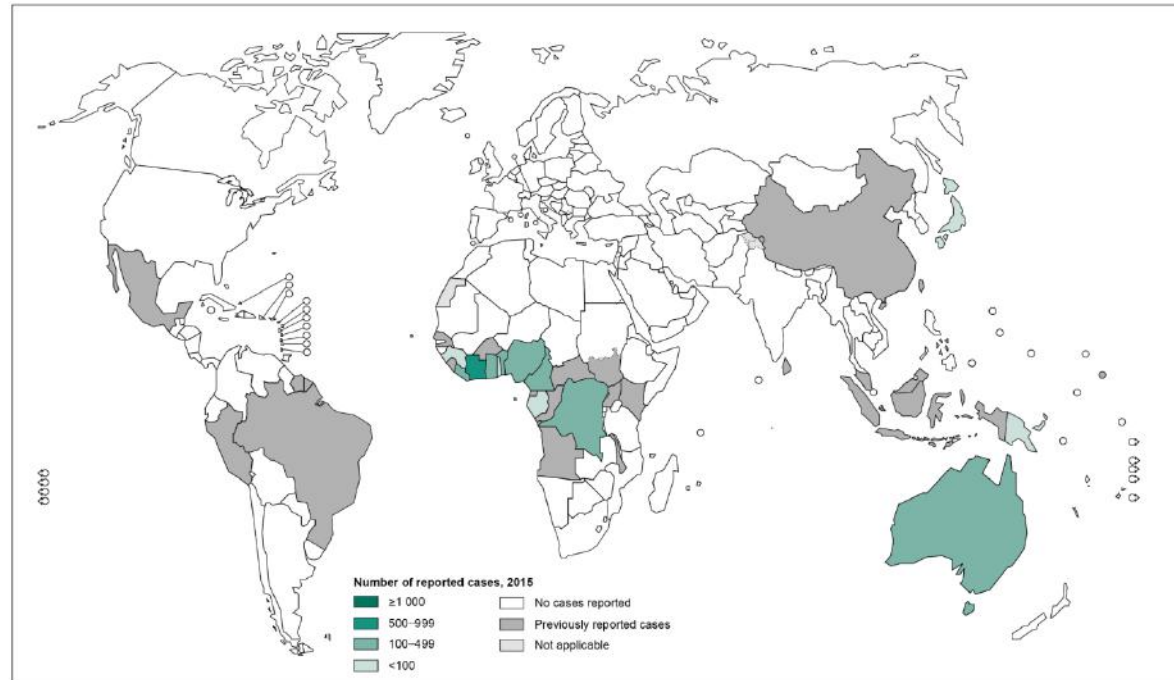 Number of reported cases, 2015
≥1 000
500–999
100–499
<100
No cases reported
Previously reported cases
Not applicable